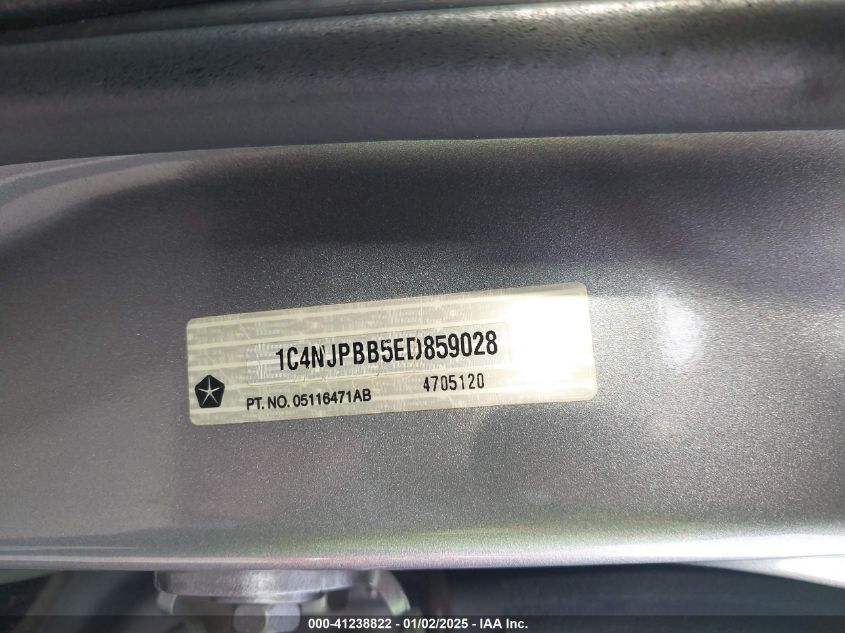 1C4NJPBB5ED859028
4705120
PT. NO. 05116471AB
000-41238822 - 01/02/2025 - IAA Inc.